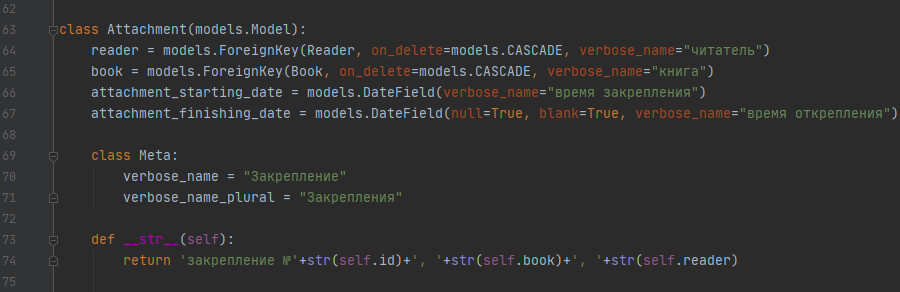 62
63 class Attachment(models.Model):
64     reader = models.ForeignKey(Reader, on_delete=models.CASCADE, verbose_name="читатель")
65     book = models.ForeignKey(Book, on_delete=models.CASCADE, verbose_name="книга")
66     attachment_starting_date = models.DateField(verbose_name="время закрепления")
67     attachment_finishing_date = models.DateField(null=True, blank=True, verbose_name="время открепления")
68
69     class Meta:
70         verbose_name = "Закрепление"
71         verbose_name_plural = "Закрепления"
72
73     def __str__(self):
74         return 'закрепление №'+str(self.id)+', '+str(self.book)+', '+str(self.reader)
75